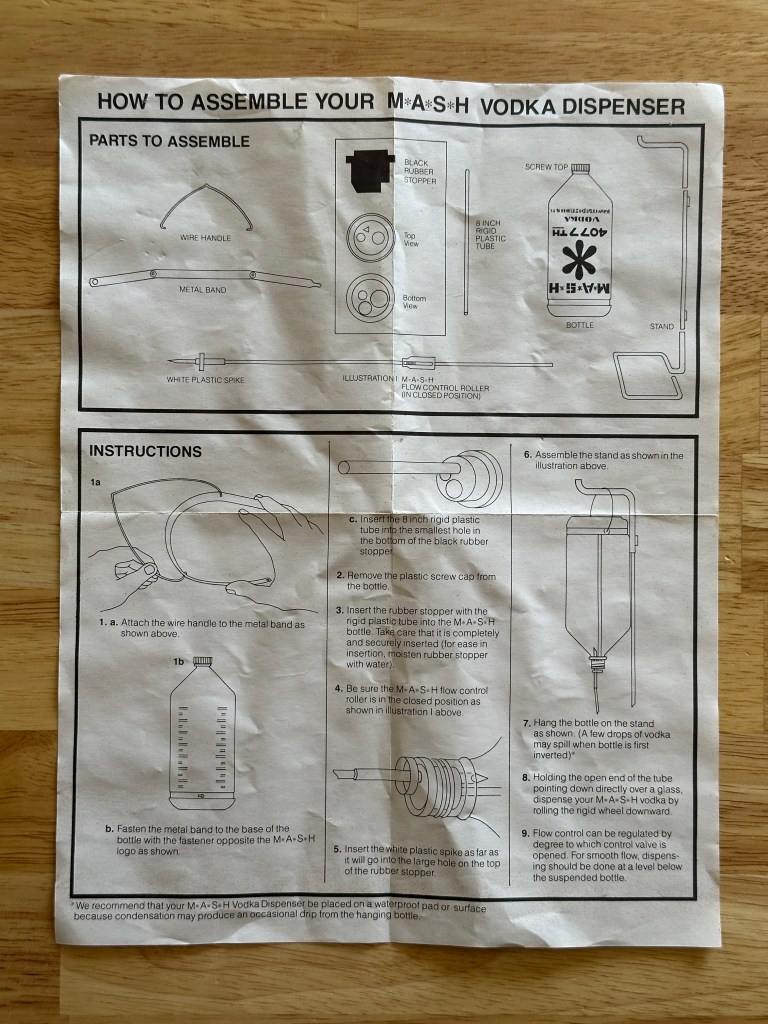 HOW TO ASSEMBLE YOUR M*A*S*H VODKA DISPENSER
PARTS TO ASSEMBLE
WIRE HANDLE
METAL BAND
BLACK
RUBBER
STOPPER
Top
View
Bottom
View
8 INCH
RIGID
PLASTIC
TUBE
SCREW TOP
VODKA
4077TH
M*A*S*H
BOTTLE
STAND
WHITE PLASTIC SPIKE
ILLUSTRATION I
M*A*S*H
FLOW CONTROL ROLLER
(IN CLOSED POSITION)
INSTRUCTIONS
1a
1. a. Attach the wire handle to the metal band as
shown above.
1b
b. Fasten the metal band to the base of the
bottle with the fastener opposite the M*A*S*H
logo as shown.
c. Insert the 8 inch rigid plastic
tube into the smallest hole in
the bottom of the black rubber
stopper.
2. Remove the plastic screw cap from
the bottle.
3. Insert the rubber stopper with the
rigid plastic tube into the M*A*S*H
bottle. Take care that it is completely
and securely inserted (for ease in
insertion, moisten rubber stopper
with water).
4. Be sure the M*A*S*H flow control
roller is in the closed position as
shown in illustration I above.
5. Insert the white plastic spike as far as
it will go into the large hole on the top
of the rubber stopper.
6. Assemble the stand as shown in the
illustration above.
7. Hang the bottle on the stand
as shown. (A few drops of vodka
may spill when bottle is first
inverted)*
8. Holding the open end of the tube
pointing down directly over a glass,
dispense your M*A*S*H vodka by
rolling the rigid wheel downward.
9. Flow control can be regulated by
degree to which control valve is
opened. For smooth flow, dispens-
ing should be done at a level below
the suspended bottle.
*We recommend that your M*A*S*H Vodka Dispenser be placed on a waterproof pad or surface
because condensation may produce an occasional drip from the hanging bottle.